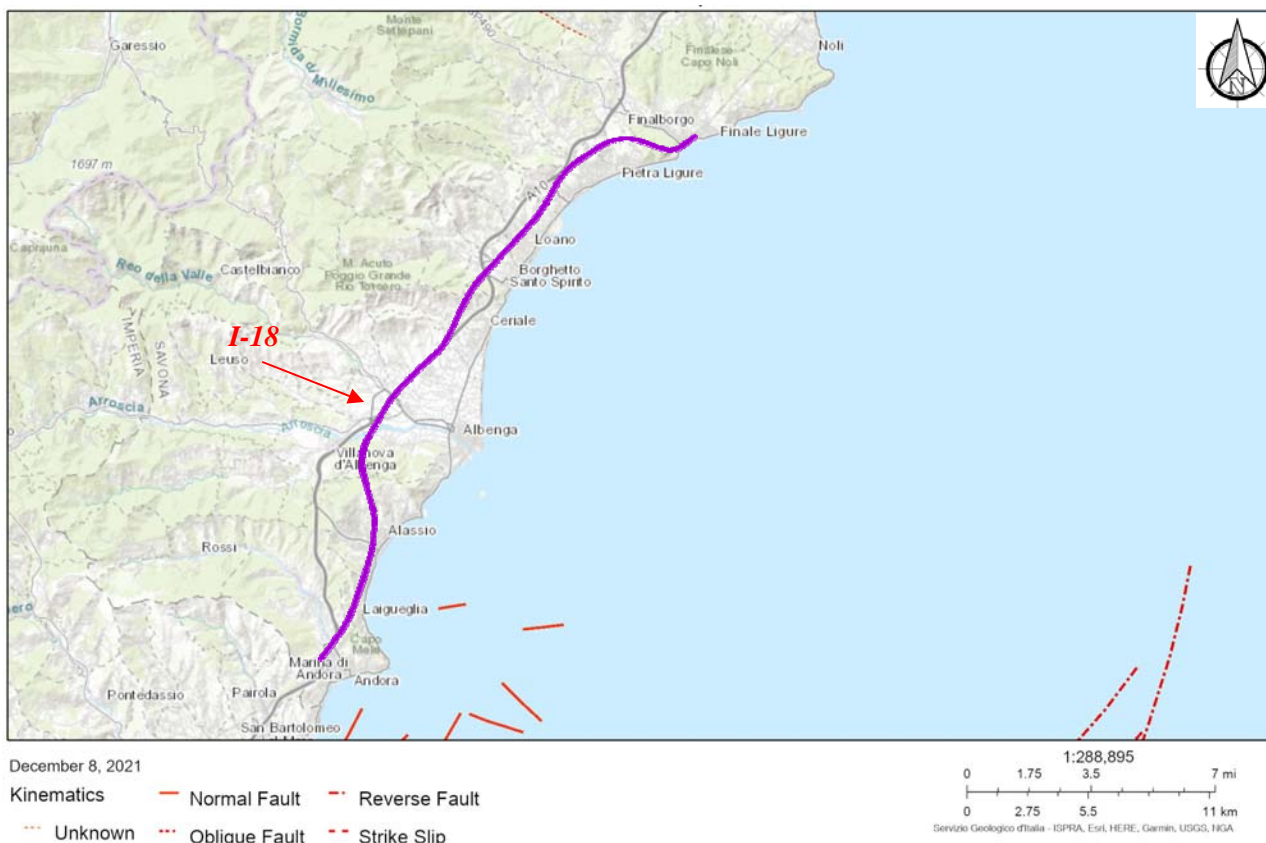 Garessio
Bormida di Millesimo
Monte
Settepani
SP490
Finalese
Capo Noli
Noli
N
Finalborgo
Finale Ligure
1697 m
Pietra Ligure
A10
Caprauna
Reo della Valle
Castelbianco
M. Acuto
Poggio Grande
Rio Torsero
Loano
Borghetto
Santo Spirito
Ceriale
I-18
IMPERIA
SAVONA
Leuso
Arroscia
Arroscia
Albenga
Villanova
d'Albenga
Alassio
Rossi
Laigueglia
Capo
Mele
Marina di
Andora
Andora
Pontedassio
Pairola
San Bartolomeo
December 8, 2021
Kinematics
Normal Fault
Reverse Fault
Unknown
Oblique Fault
Strike Slip
1:288,895
0 1.75 3.5 7 mi
0 2.75 5.5 11 km
Servizio Geologico d'Italia - ISPRA, Esri, HERE, Garmin, USGS, NGA